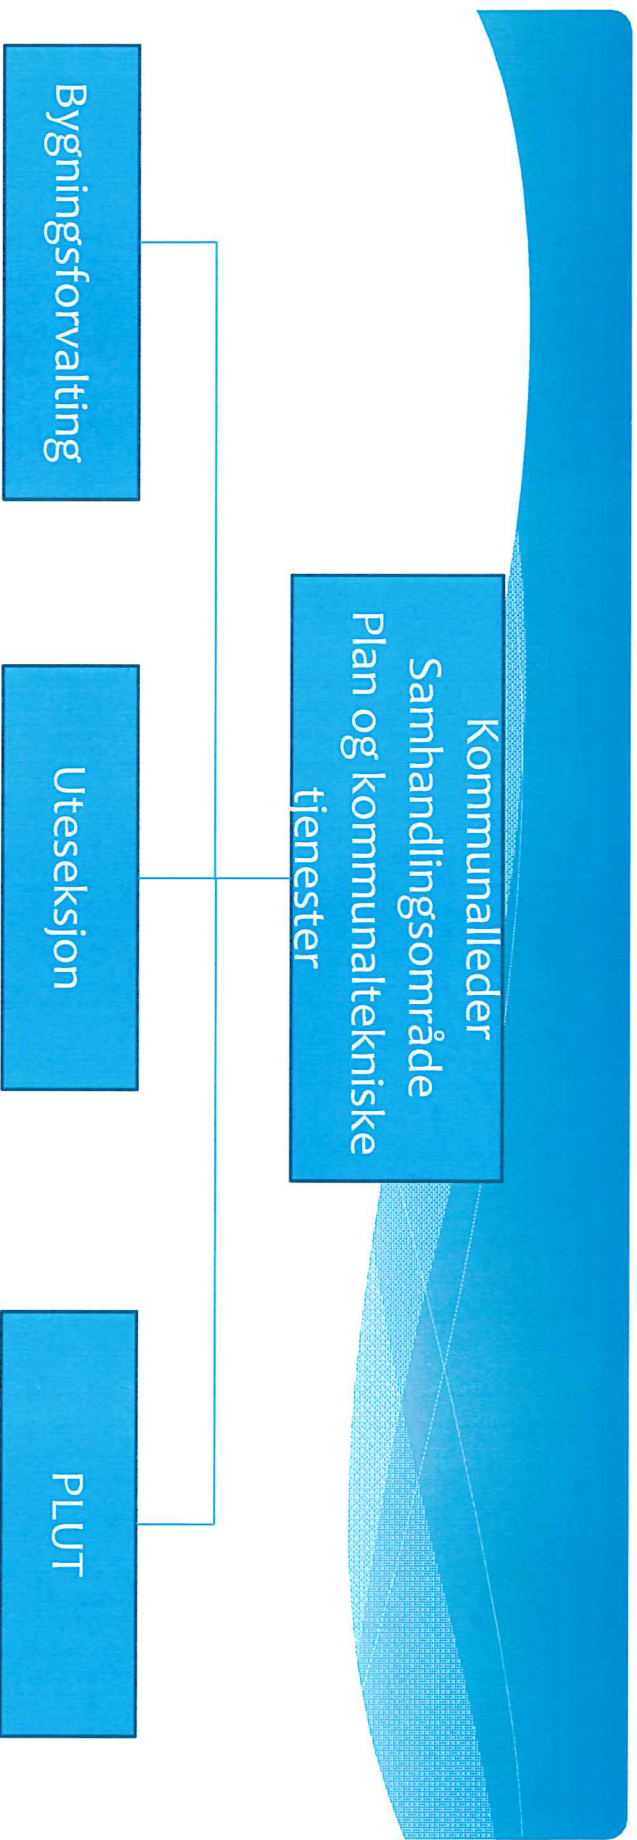 Kommunalleder
Samhandlingsområde
Plan og kommunaltekniske
tjenester
Bygningsforvalting
Uteseksjon
PLUT